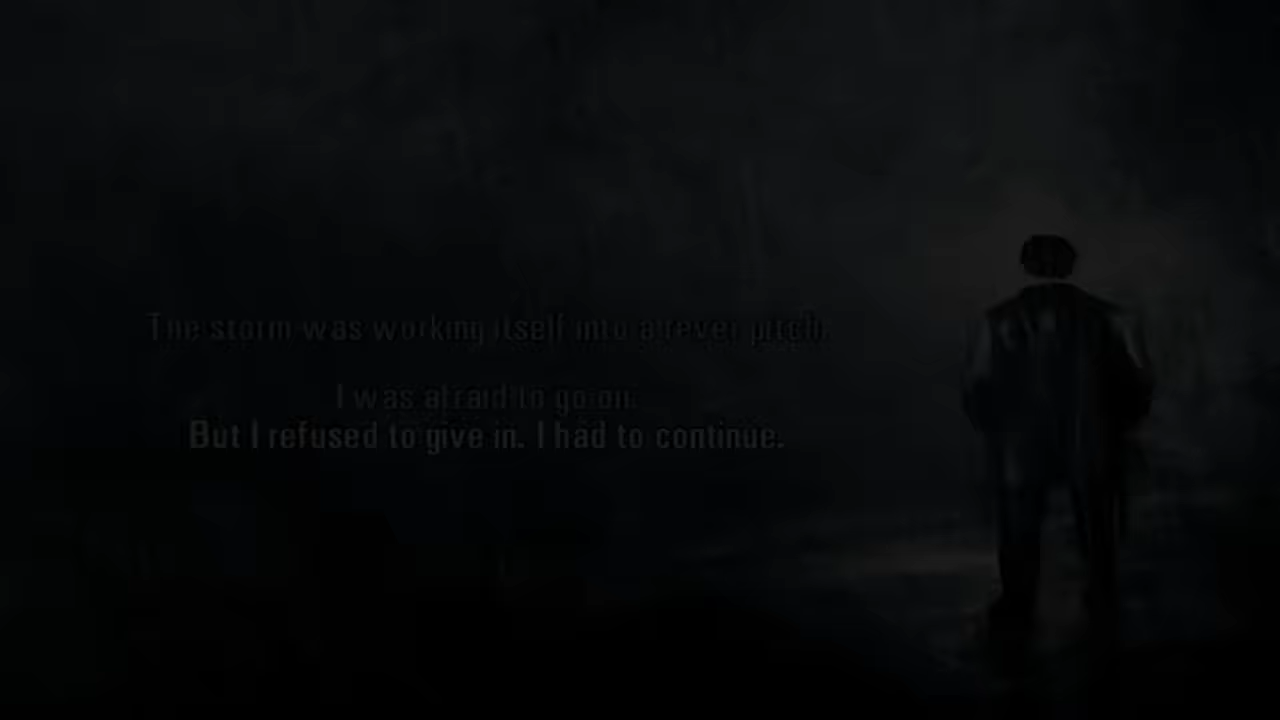 The storm was working itself into a fever pitch.
I was afraid to go on.
But I refused to give in. I had to continue.